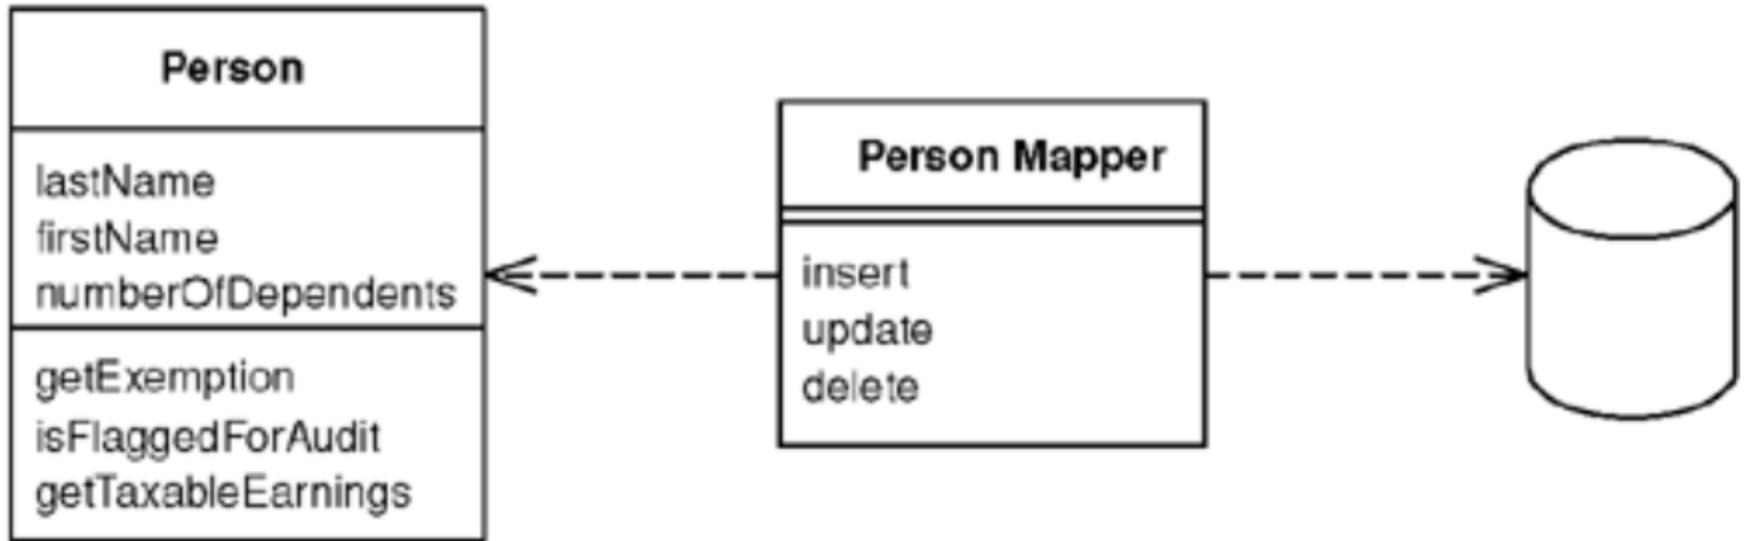 Person
lastName
firstName
numberOfDependents
getExemption
isFlaggedForAudit
getTaxableEarnings
Person Mapper
insert
update
delete